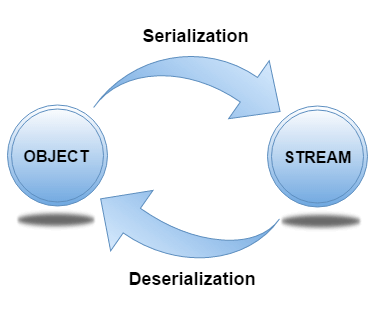 Serialization
OBJECT
STREAM
Deserialization